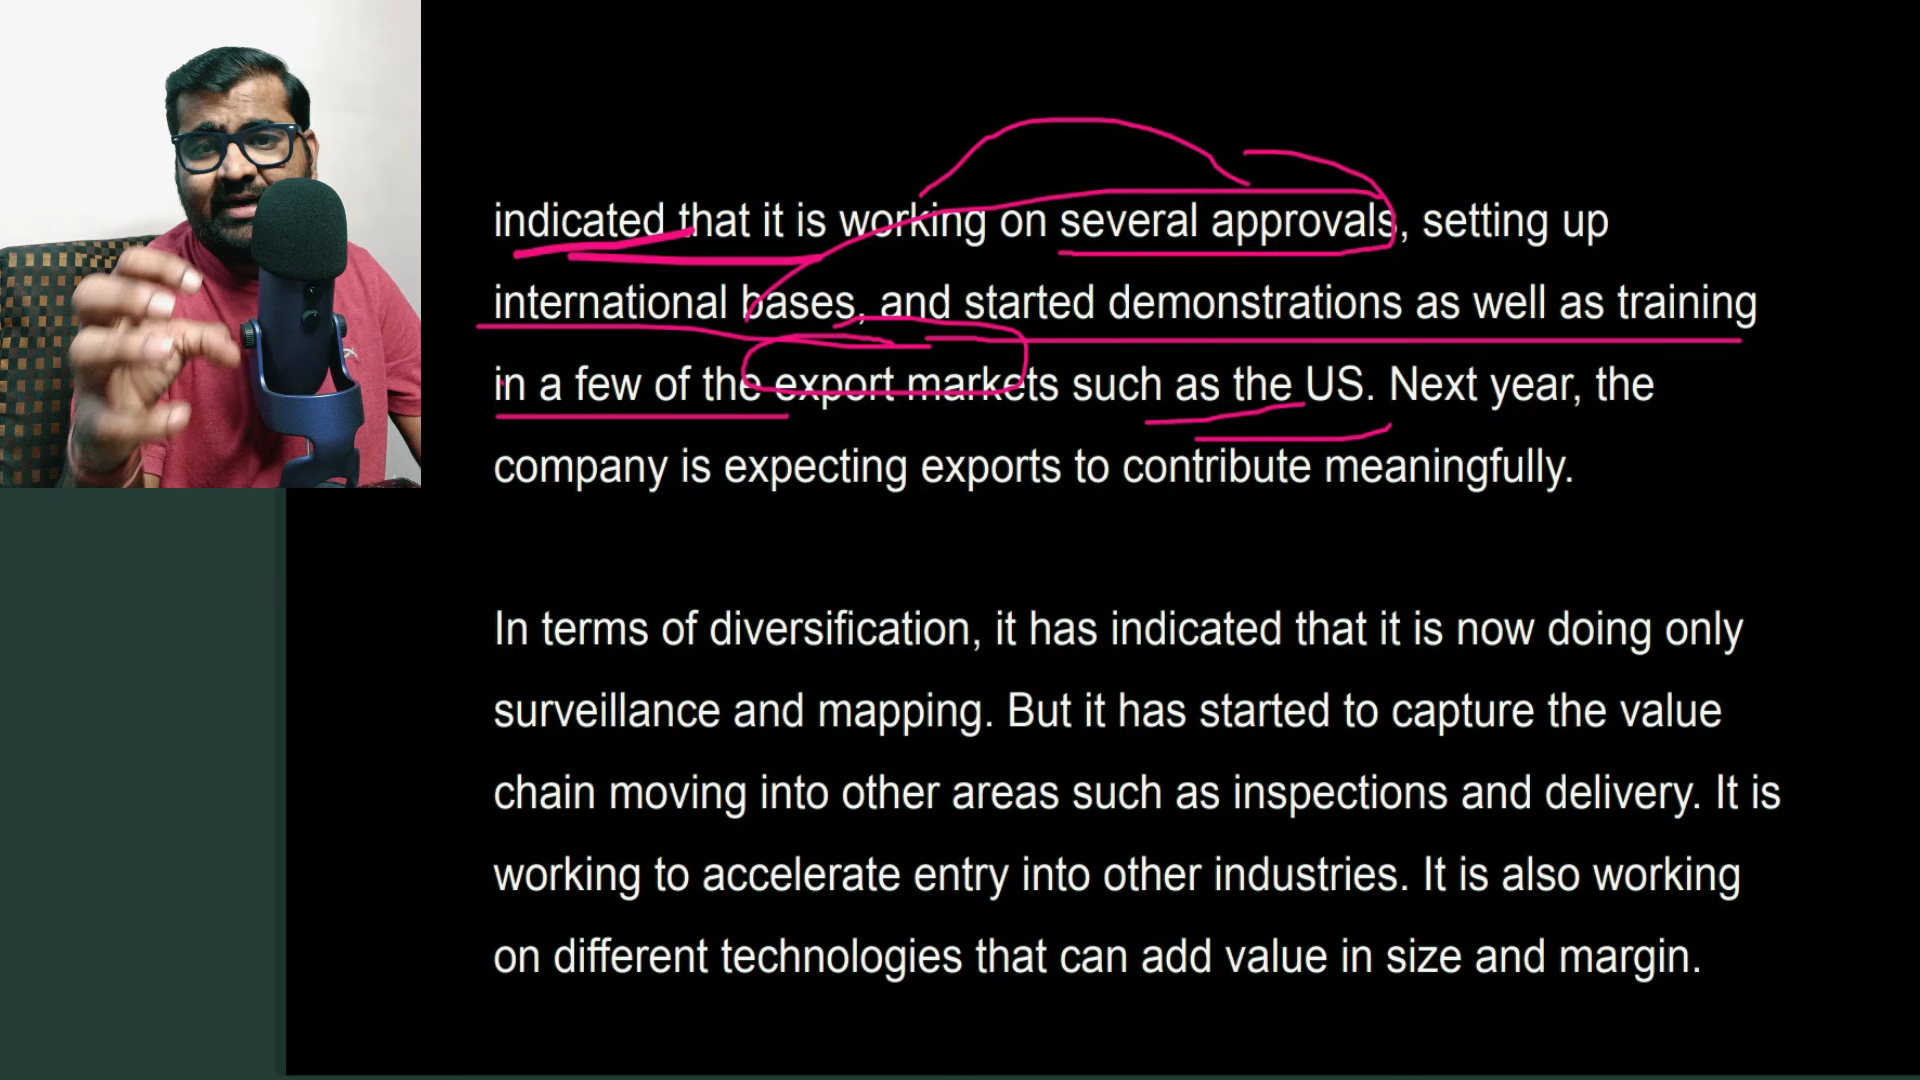 indicated that it is working on several approvals, setting up
international bases, and started demonstrations as well as training
in a few of the export markets such as the US. Next year, the
company is expecting exports to contribute meaningfully.
In terms of diversification, it has indicated that it is now doing only
surveillance and mapping. But it has started to capture the value
chain moving into other areas such as inspections and delivery. It is
working to accelerate entry into other industries. It is also working
on different technologies that can add value in size and margin.